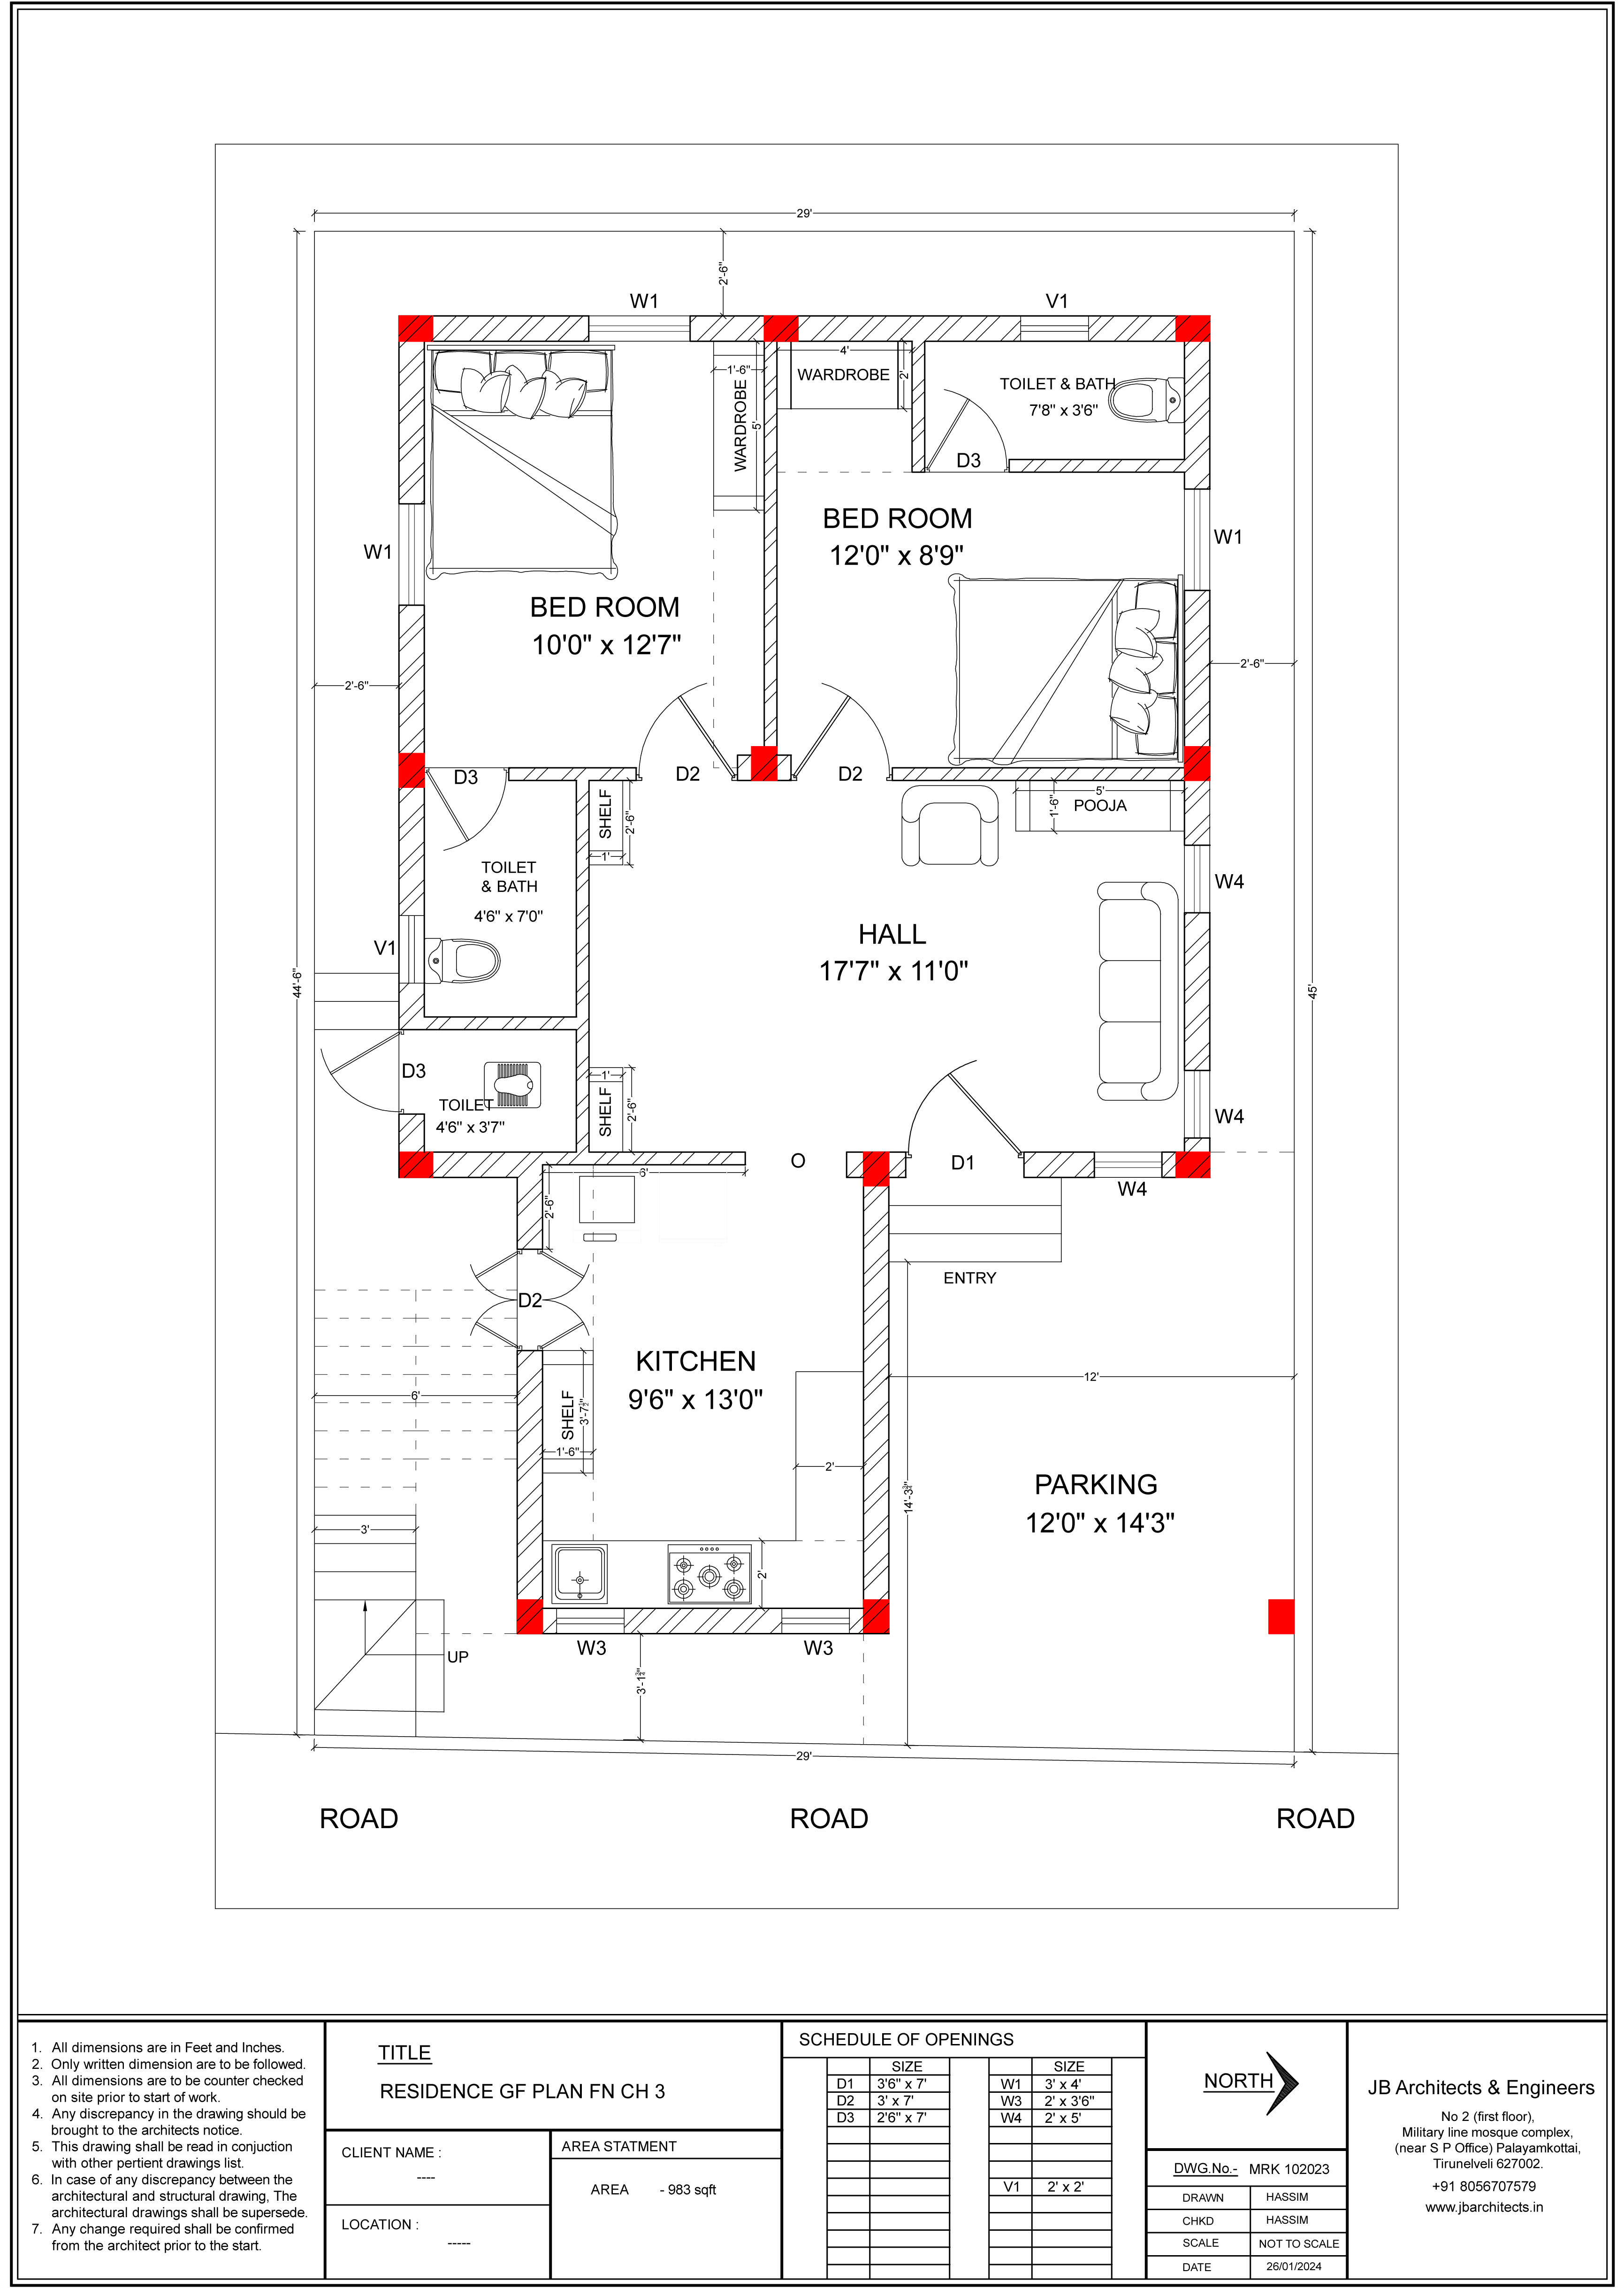 29'
2'-6"
W1
V1
4'
WARDROBE
2'
1'-6"
WARDROBE
5'
TOILET & BATH
7'8" x 3'6"
D3
BED ROOM
12'0" x 8'9"
W1
W1
BED ROOM
10'0" x 12'7"
2'-6"
2'-6"
D3
D2
D2
SHELF
2'-6"
1'
5'
1'-6"
POOJA
TOILET
& BATH
4'6" x 7'0"
W4
V1
HALL
17'7" x 11'0"
44'-6"
45'
D3
TOILET
4'6" x 3'7"
1'
SHELF
2'-6"
W4
O
D1
W4
6'
2'-6"
ENTRY
D2
KITCHEN
9'6" x 13'0"
12'
6'
SHELF
3'-7½"
1'-6"
2'
PARKING
12'0" x 14'3"
14'-3¾"
3'
2'
UP
W3
W3
3'-1¾"
29'
ROAD
ROAD
ROAD
1. All dimensions are in Feet and Inches.
2. Only written dimension are to be followed.
3. All dimensions are to be counter checked
on site prior to start of work.
4. Any discrepancy in the drawing should be
brought to the architects notice.
5. This drawing shall be read in conjuction
with other pertient drawings list.
6. In case of any discrepancy between the
architectural and structural drawing, The
architectural drawings shall be supersede.
7. Any change required shall be confirmed
from the architect prior to the start.
TITLE
RESIDENCE GF PLAN FN CH 3
CLIENT NAME :
----
LOCATION :
-----
AREA STATMENT
AREA - 983 sqft
SCHEDULE OF OPENINGS
SIZE SIZE
D1 3'6" x 7' W1 3' x 4'
D2 3' x 7' W3 2' x 3'6"
D3 2'6" x 7' W4 2' x 5'
V1 2' x 2'
NORTH
DWG.No.- MRK 102023
DRAWN HASSIM
CHKD HASSIM
SCALE NOT TO SCALE
DATE 26/01/2024
JB Architects & Engineers
No 2 (first floor),
Military line mosque complex,
(near S P Office) Palayamkottai,
Tirunelveli 627002.
+91 8056707579
www.jbarchitects.in